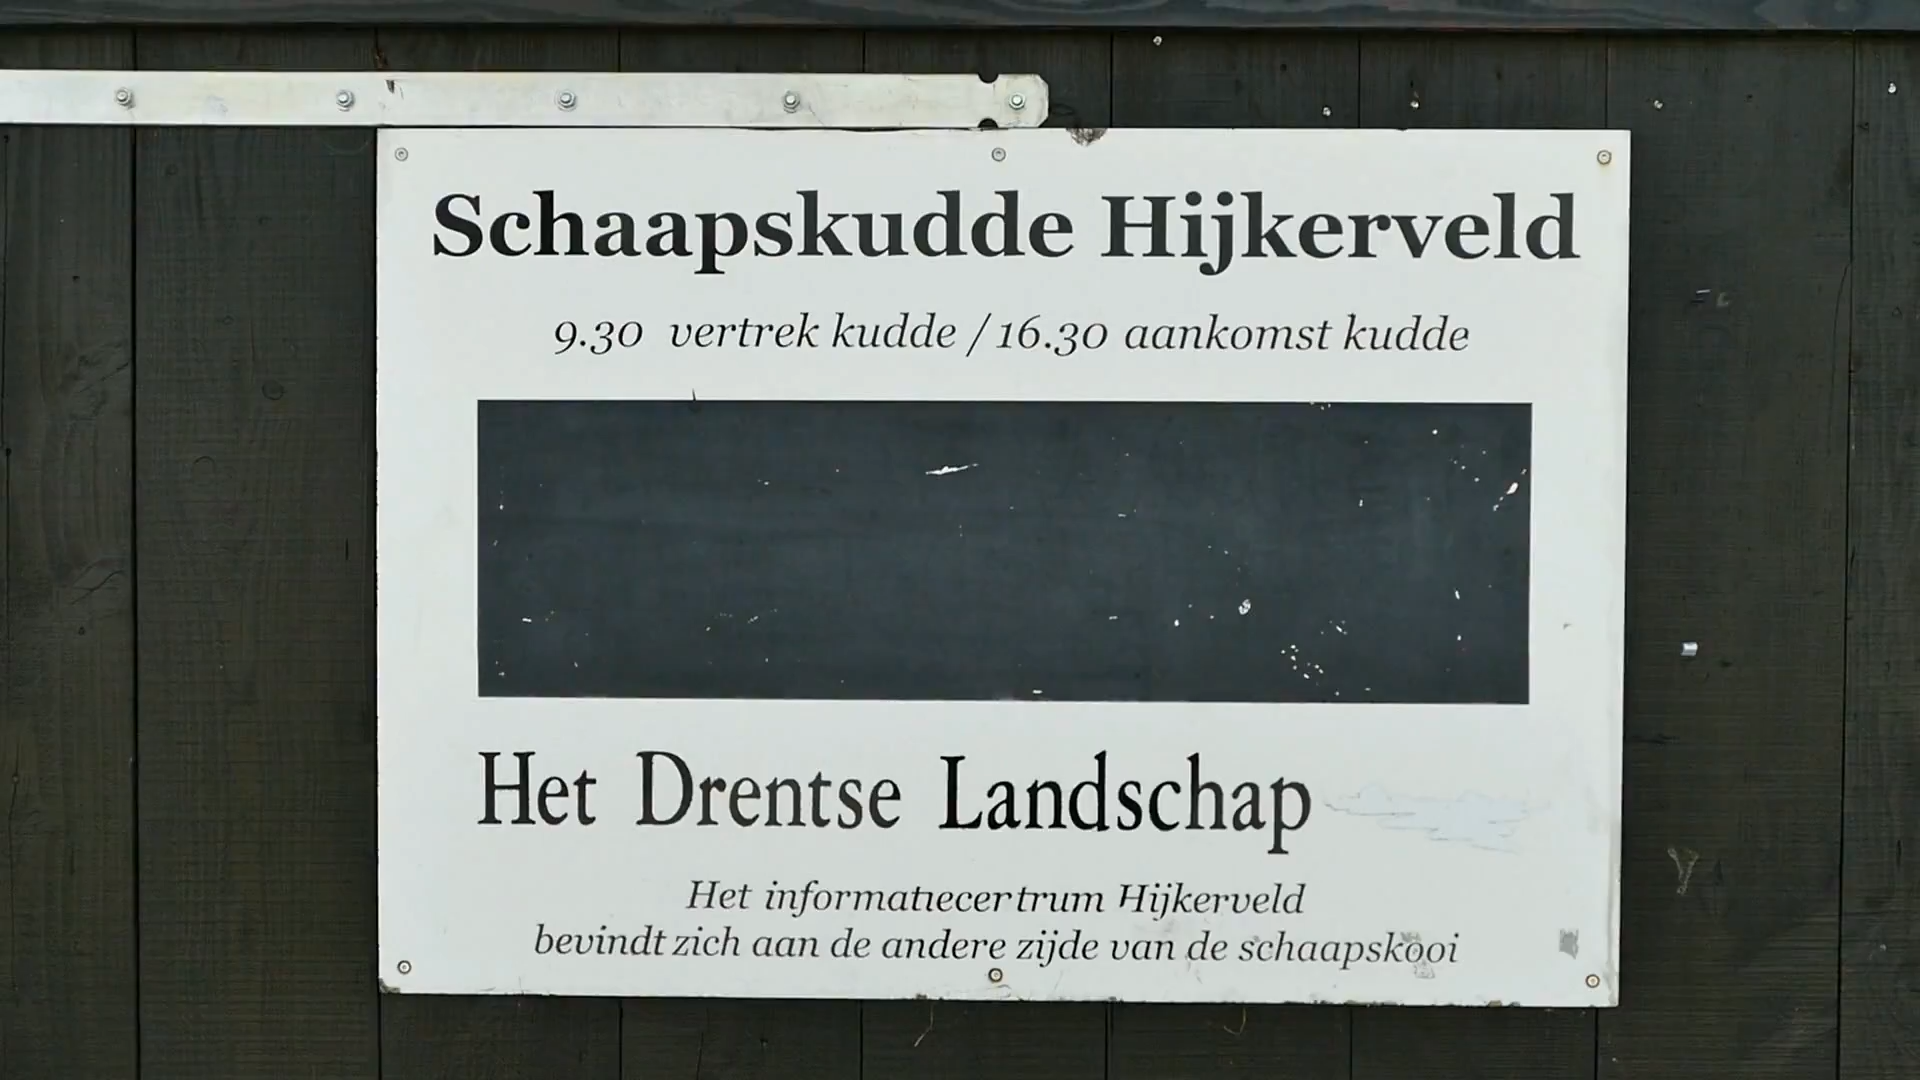 Schaapskudde Hijkerveld
9.30 vertrek kudde / 16.30 aankomst kudde
Het Drentse Landschap
Het informatiecentrum Hijkerveld
bevindt zich aan de andere zijde van de schaapskooi